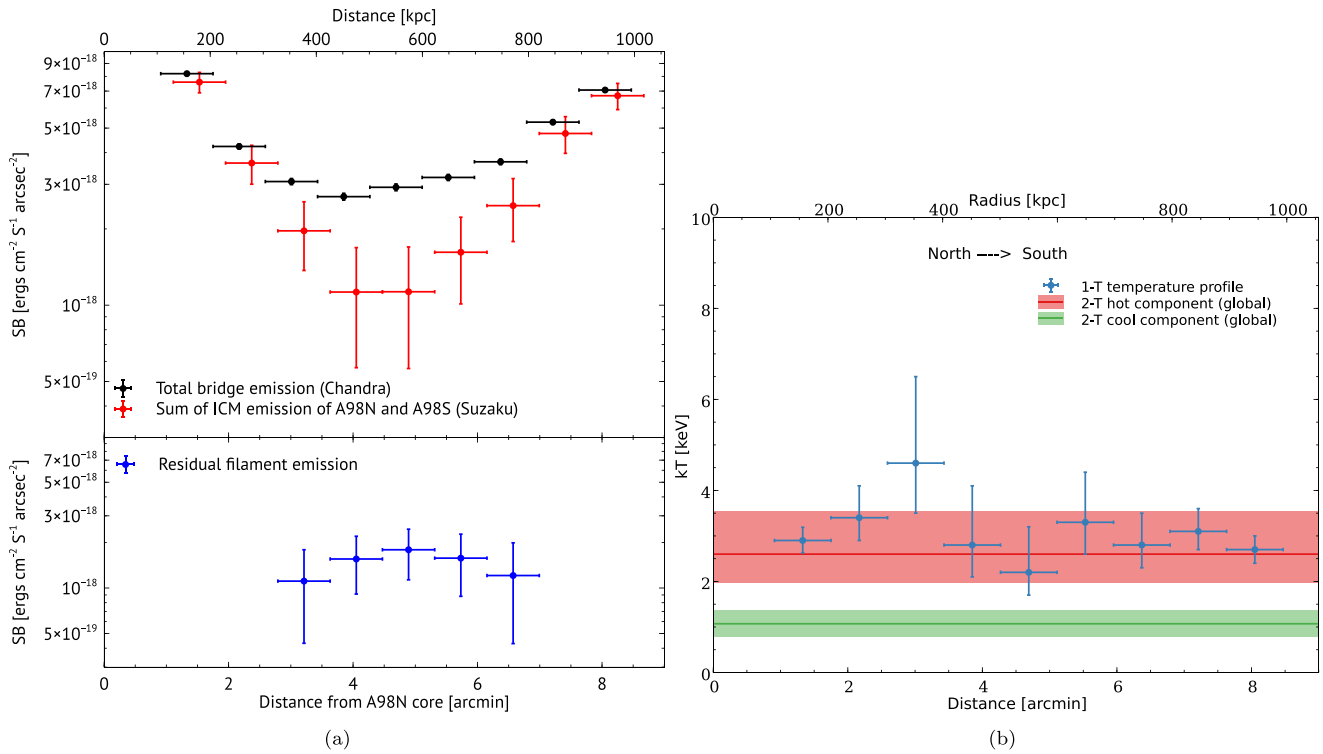 Distance [kpc]
0 200 400 600 800 1000
9×10⁻¹⁸
7×10⁻¹⁸
5×10⁻¹⁸
3×10⁻¹⁸
10⁻¹⁸
5×10⁻¹⁹
SB [ergs cm⁻² S⁻¹ arcsec⁻²]
Total bridge emission (Chandra)
Sum of ICM emission of A98N and A98S (Suzaku)
Residual filament emission
7×10⁻¹⁸
5×10⁻¹⁸
3×10⁻¹⁸
10⁻¹⁸
5×10⁻¹⁹
SB [ergs cm⁻² S⁻¹ arcsec⁻²]
0 2 4 6 8
Distance from A98N core [arcmin]
(a)
Radius [kpc]
0 200 400 600 800 1000
10
8
6
4
2
0
kT [keV]
North ---> South
1-T temperature profile
2-T hot component (global)
2-T cool component (global)
0 2 4 6 8
Distance [arcmin]
(b)